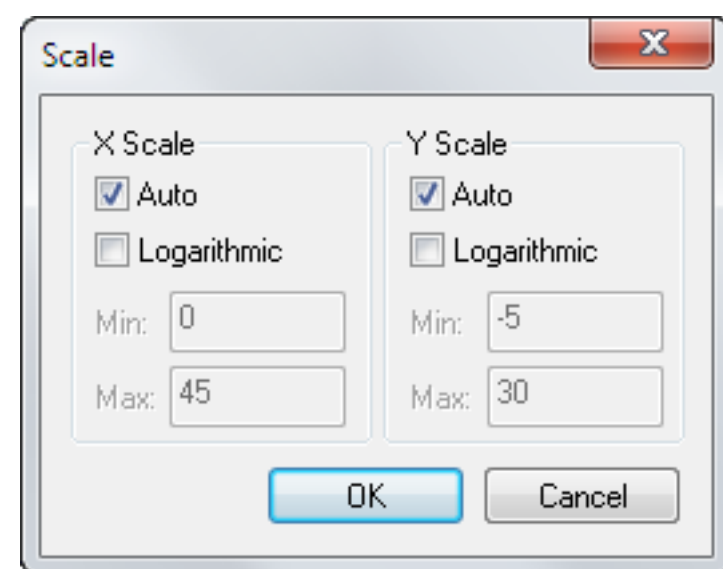 Scale
X Scale
Auto
Logarithmic
Min: 0
Max: 45
Y Scale
Auto
Logarithmic
Min: -5
Max: 30
OK
Cancel